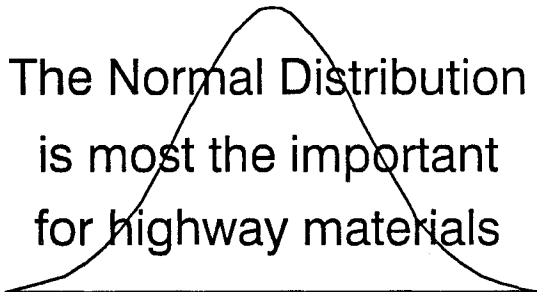 The Normal Distribution
is most the important
for highway materials